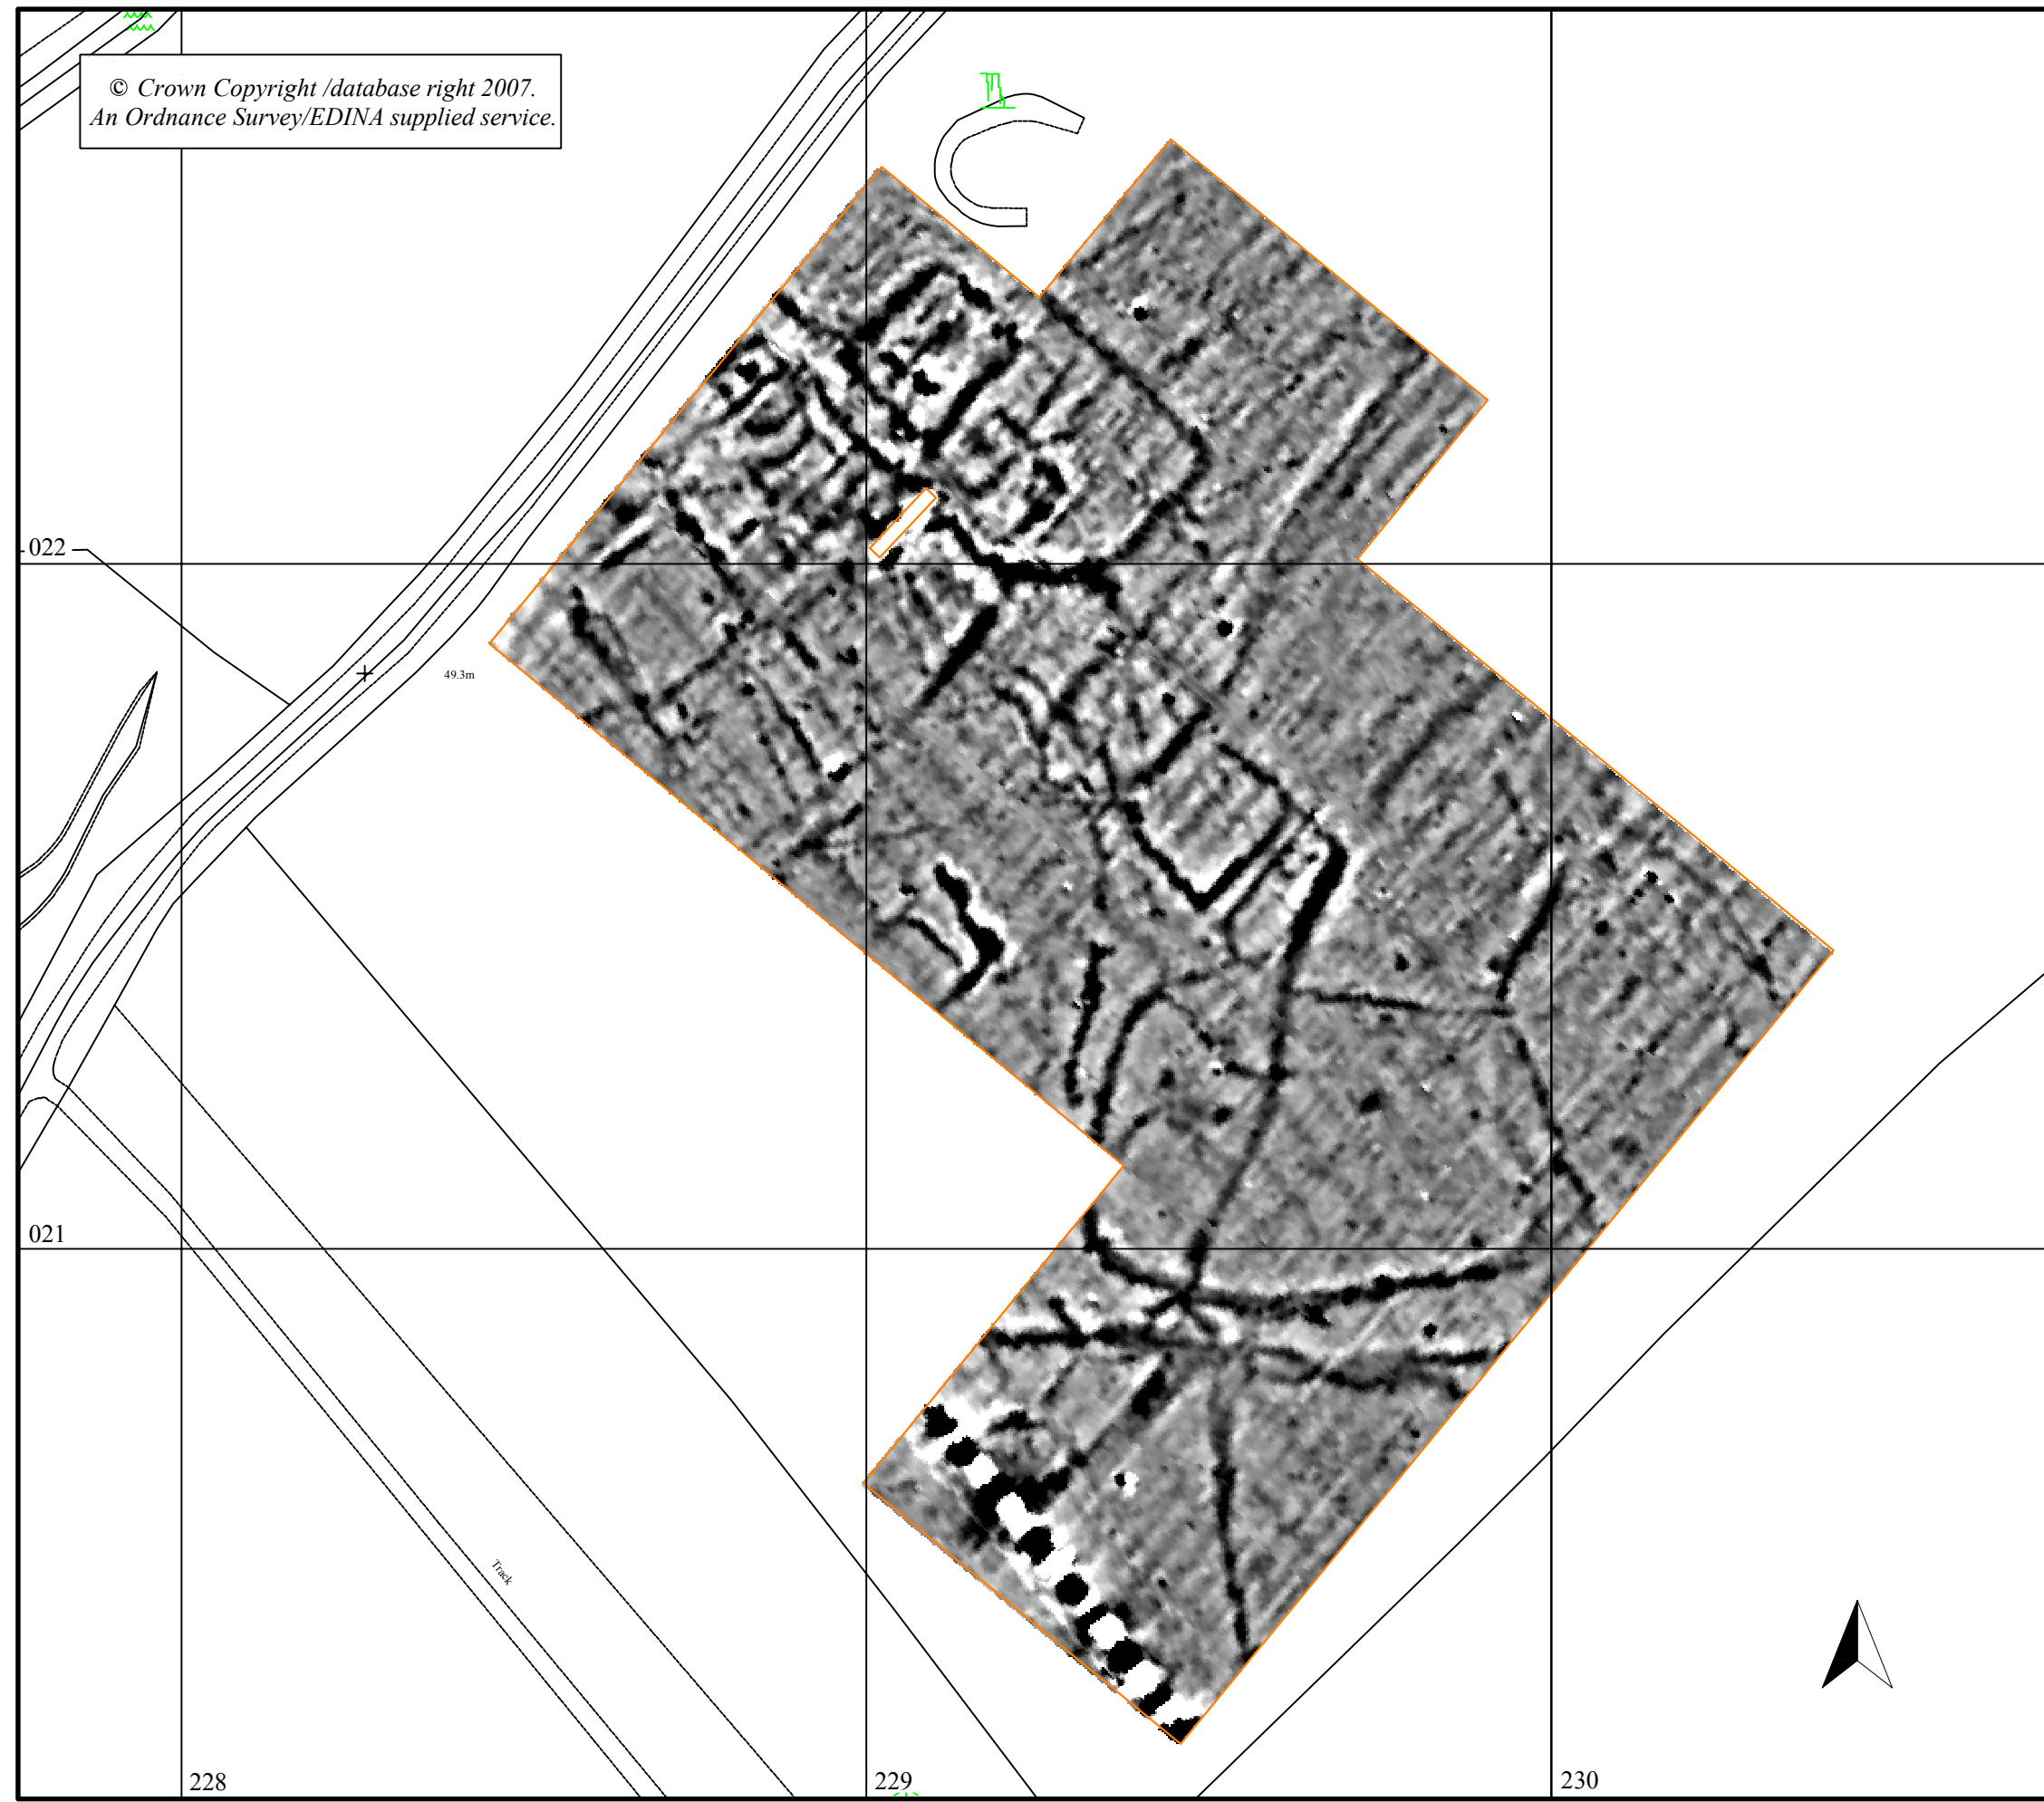 © Crown Copyright /database right 2007.
An Ordnance Survey/EDINA supplied service.
022
49.3m
021
Track
228
229
230